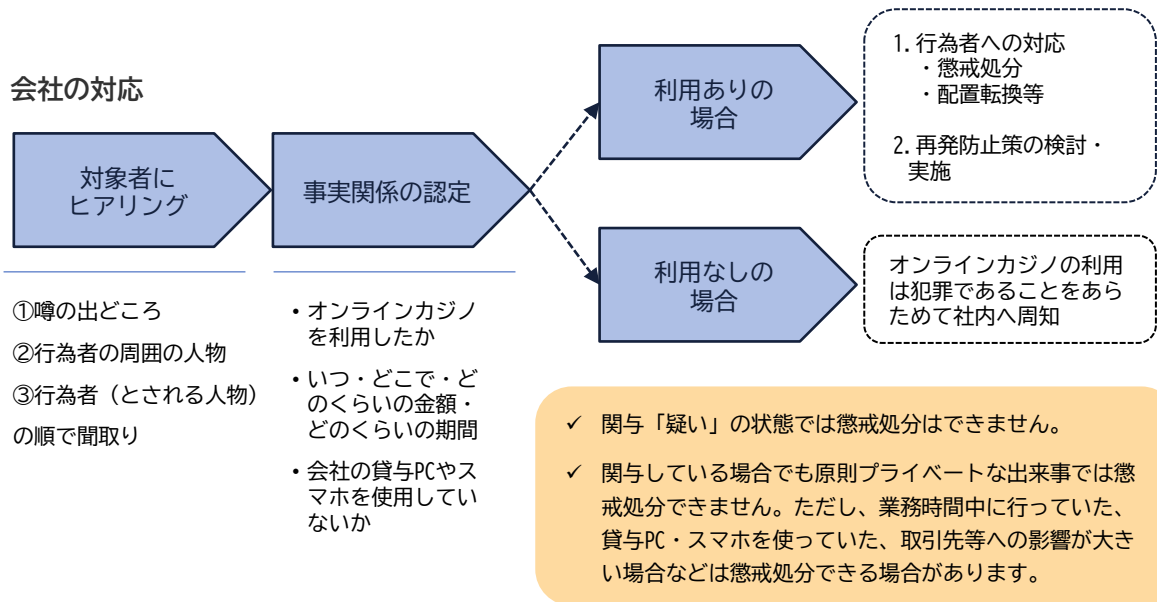 会社の対応
対象者に
ヒアリング
①噂の出どころ
②行為者の周囲の人物
③行為者（とされる人物）
の順で聞取り
事実関係の認定
・オンラインカジノ
を利用したか
・いつ・どこで・ど
のくらいの金額・
どのくらいの期間
・会社の貸与PCやス
マホを使用してい
ないか
利用ありの
場合
1. 行為者への対応
・懲戒処分
・配置転換等
2. 再発防止策の検討・
実施
利用なしの
場合
オンラインカジノの利用
は犯罪であることをあら
ためて社内へ周知
✓ 関与「疑い」の状態では懲戒処分はできません。
✓ 関与している場合でも原則プライベートな出来事では懲
戒処分できません。ただし、業務時間中に行っていた、
貸与PC・スマホを使っていた、取引先等への影響が大き
い場合などは懲戒処分できる場合があります。